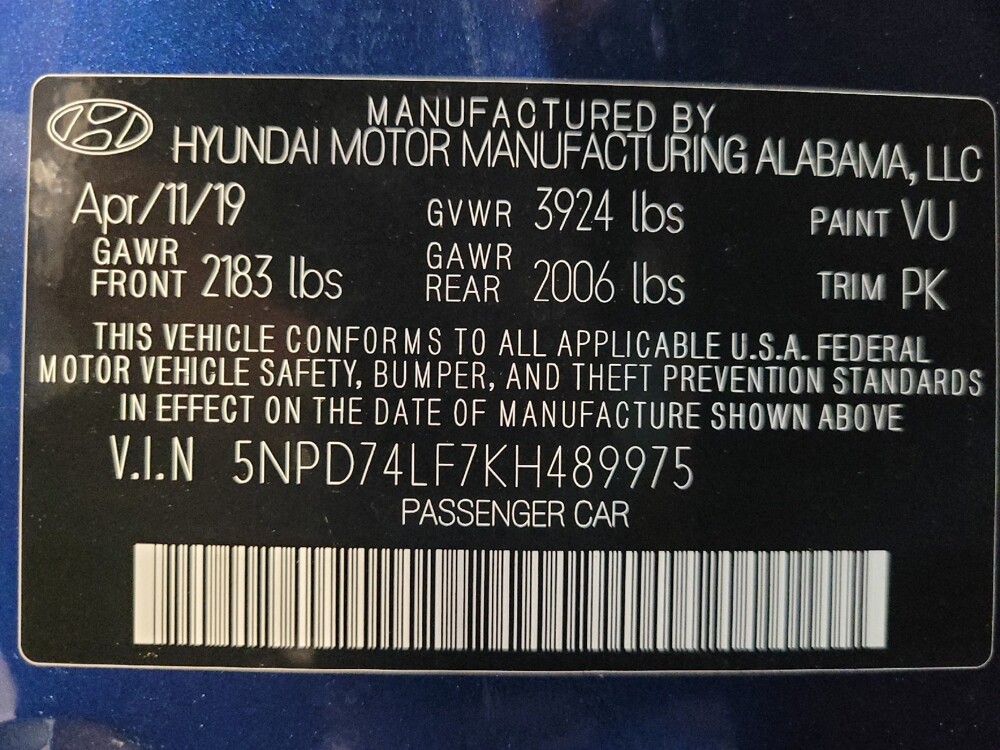 MANUFACTURED BY
HYUNDAI MOTOR MANUFACTURING ALABAMA, LLC
Apr/11/19 GVWR 3924 lbs PAINT VU
GAWR FRONT 2183 lbs GAWR REAR 2006 lbs TRIM PK
THIS VEHICLE CONFORMS TO ALL APPLICABLE U.S.A. FEDERAL
MOTOR VEHICLE SAFETY, BUMPER, AND THEFT PREVENTION STANDARDS
IN EFFECT ON THE DATE OF MANUFACTURE SHOWN ABOVE
V.I.N 5NPD74LF7KH489975
PASSENGER CAR